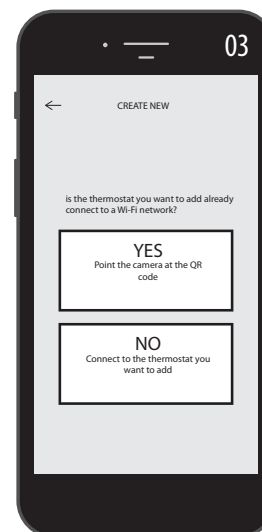 03
CREATE NEW
is the thermostat you want to add already
connect to a Wi-Fi network?
YES
Point the camera at the QR
code
NO
Connect to the thermostat you
want to add